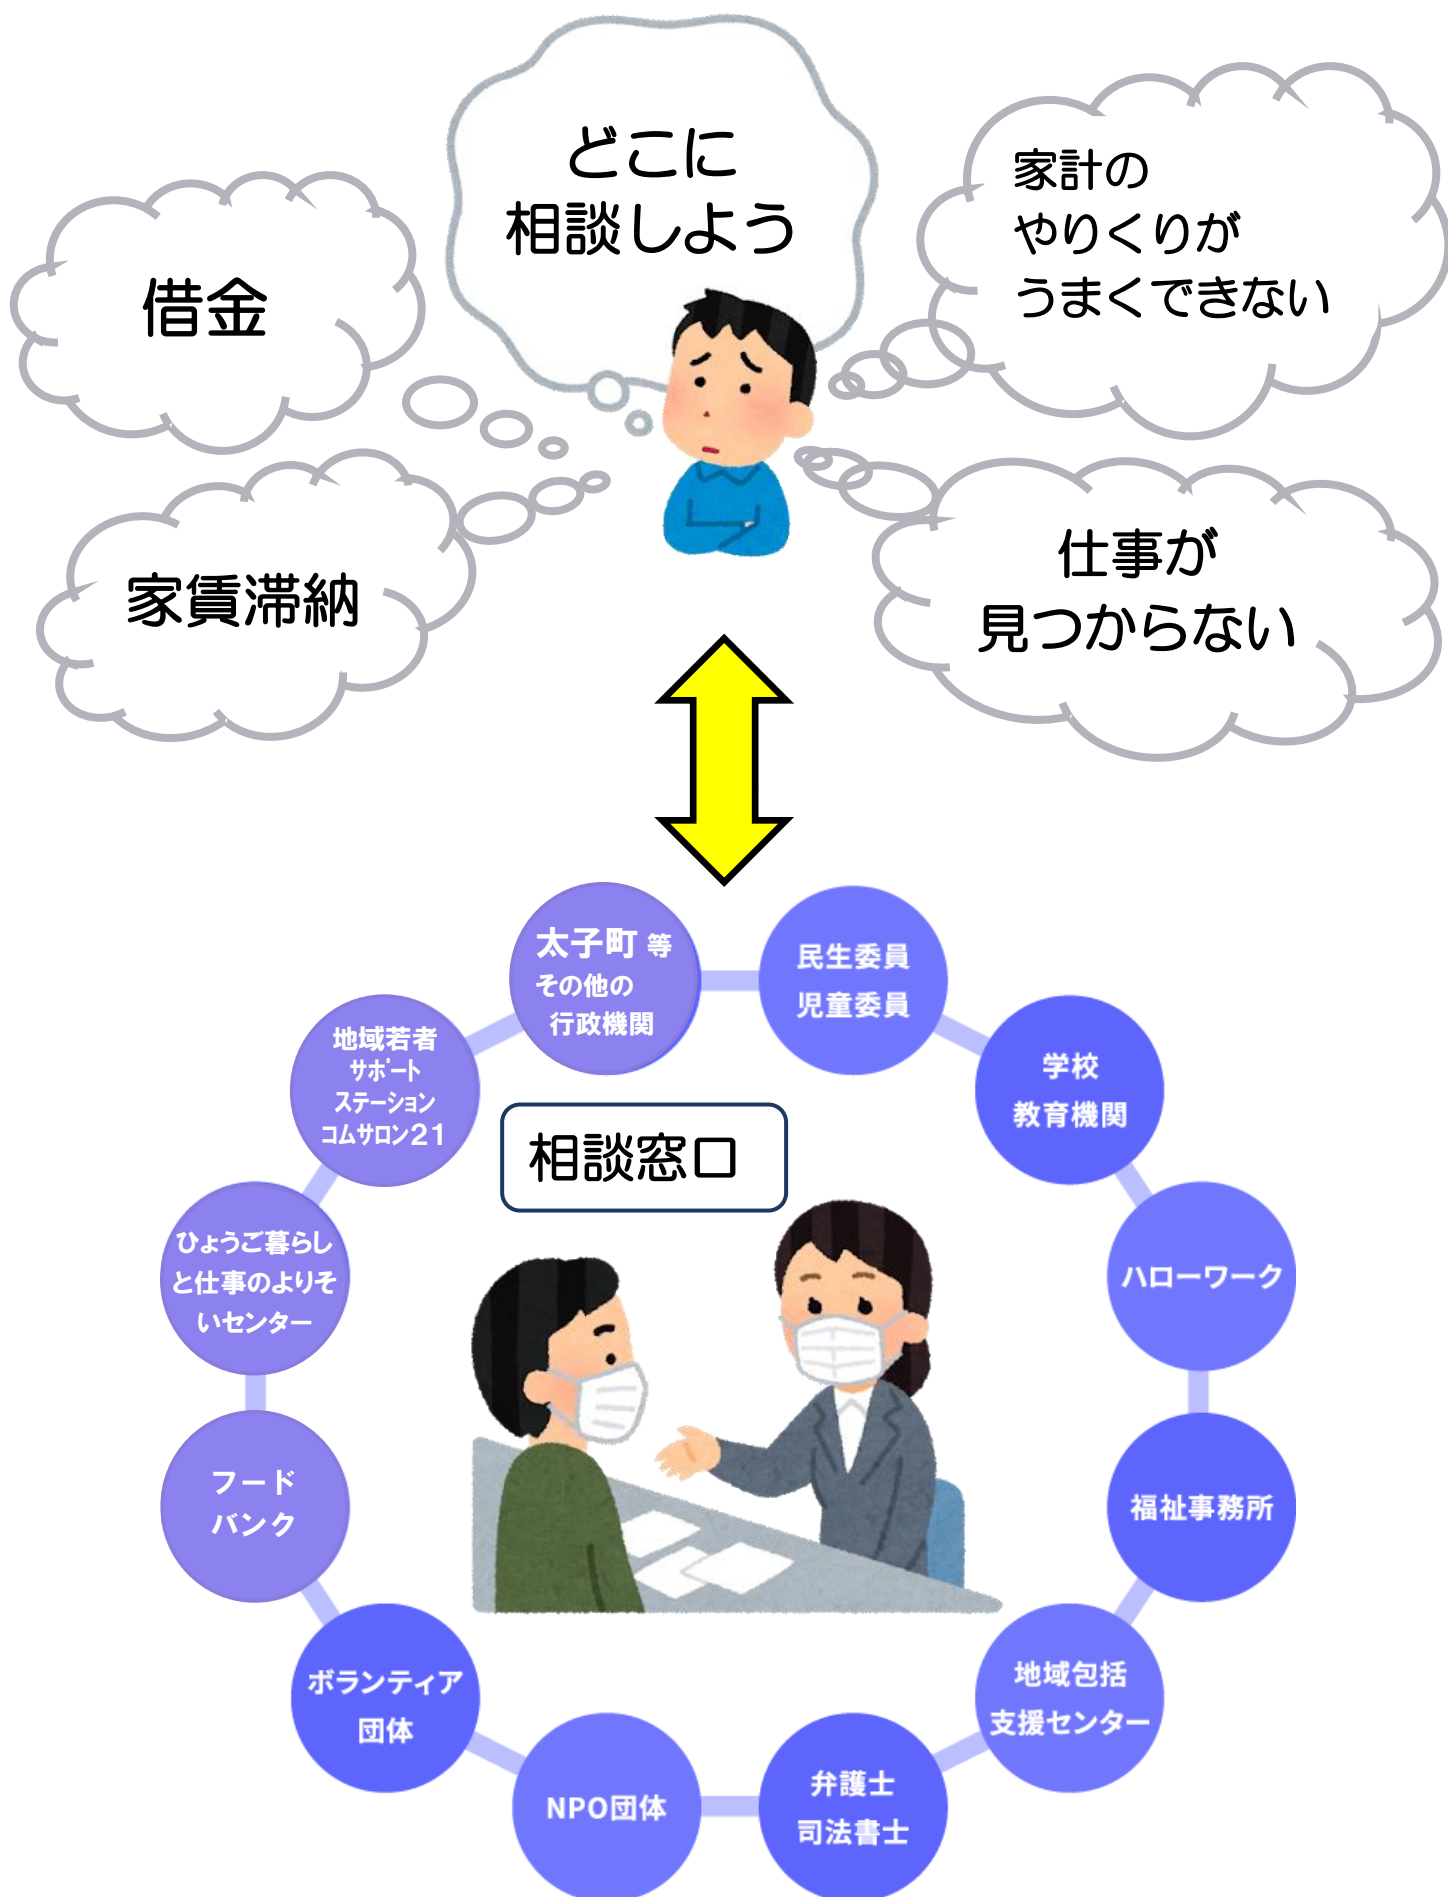 どこに
相談しよう
借金
家計の
やりくりが
うまくできない
家賃滞納
仕事が
見つからない
太子町 等
その他の
行政機関
民生委員
児童委員
地域若者
サポート
ステーション
コムサロン21
学校
教育機関
相談窓口
ひょうご暮らし
と仕事のよりそ
いセンター
ハローワーク
フード
バンク
福祉事務所
ボランティア
団体
地域包括
支援センター
NPO団体
弁護士
司法書士